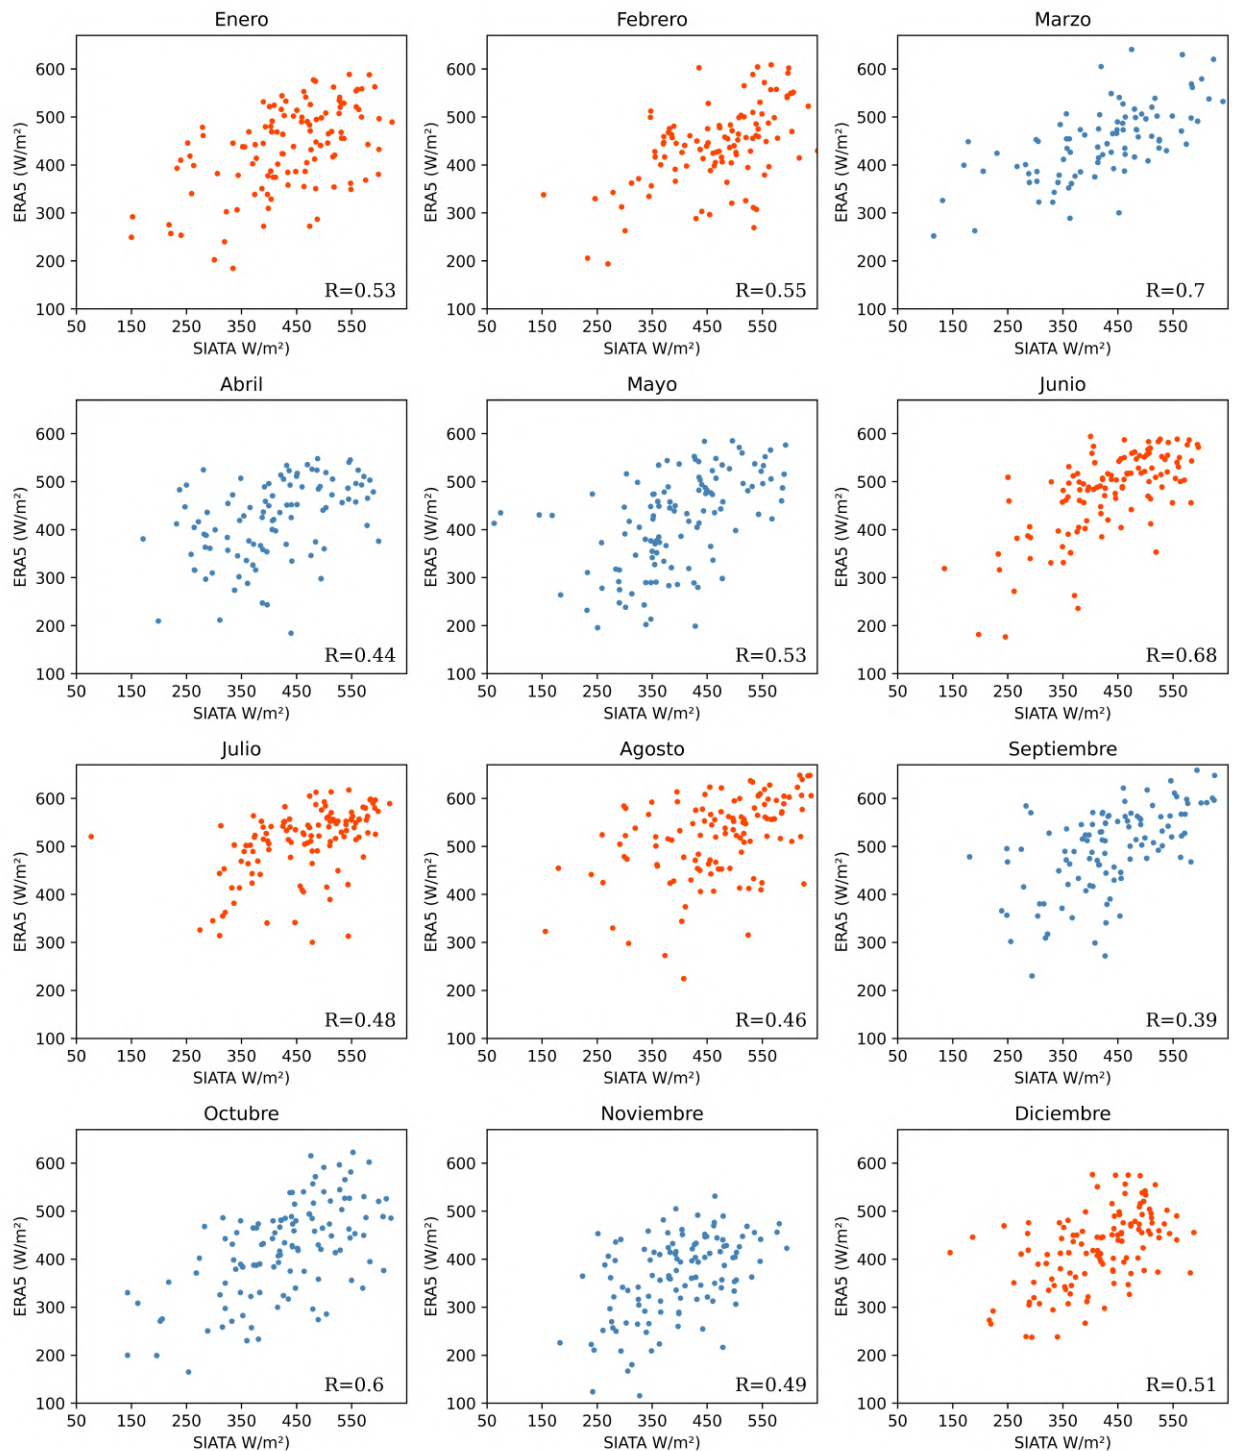 Enero
Febrero
Marzo
ERA5 (W/m²)
600
500
400
300
200
100
R=0.53
50 150 250 350 450 550
SIATA W/m²)
ERA5 (W/m²)
600
500
400
300
200
100
R=0.55
50 150 250 350 450 550
SIATA W/m²)
ERA5 (W/m²)
600
500
400
300
200
100
R=0.7
50 150 250 350 450 550
SIATA W/m²)
Abril
Mayo
Junio
ERA5 (W/m²)
600
500
400
300
200
100
R=0.44
50 150 250 350 450 550
SIATA W/m²)
ERA5 (W/m²)
600
500
400
300
200
100
R=0.53
50 150 250 350 450 550
SIATA W/m²)
ERA5 (W/m²)
600
500
400
300
200
100
R=0.68
50 150 250 350 450 550
SIATA W/m²)
Julio
Agosto
Septiembre
ERA5 (W/m²)
600
500
400
300
200
100
R=0.48
50 150 250 350 450 550
SIATA W/m²)
ERA5 (W/m²)
600
500
400
300
200
100
R=0.46
50 150 250 350 450 550
SIATA W/m²)
ERA5 (W/m²)
600
500
400
300
200
100
R=0.39
50 150 250 350 450 550
SIATA W/m²)
Octubre
Noviembre
Diciembre
ERA5 (W/m²)
600
500
400
300
200
100
R=0.6
50 150 250 350 450 550
SIATA W/m²)
ERA5 (W/m²)
600
500
400
300
200
100
R=0.49
50 150 250 350 450 550
SIATA W/m²)
ERA5 (W/m²)
600
500
400
300
200
100
R=0.51
50 150 250 350 450 550
SIATA W/m²)